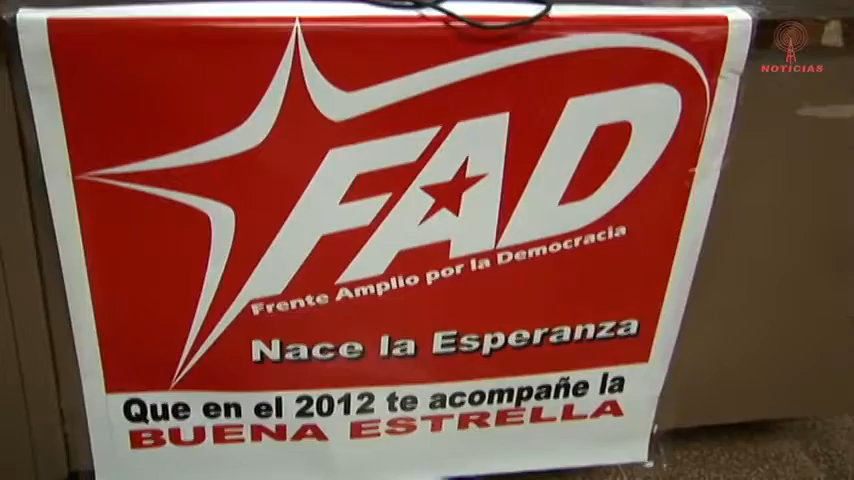 NOTICIAS
FAD
Frente Amplio por la Democracia
Nace la Esperanza
Que en el 2012 te acompañe la
BUENA ESTRELLA